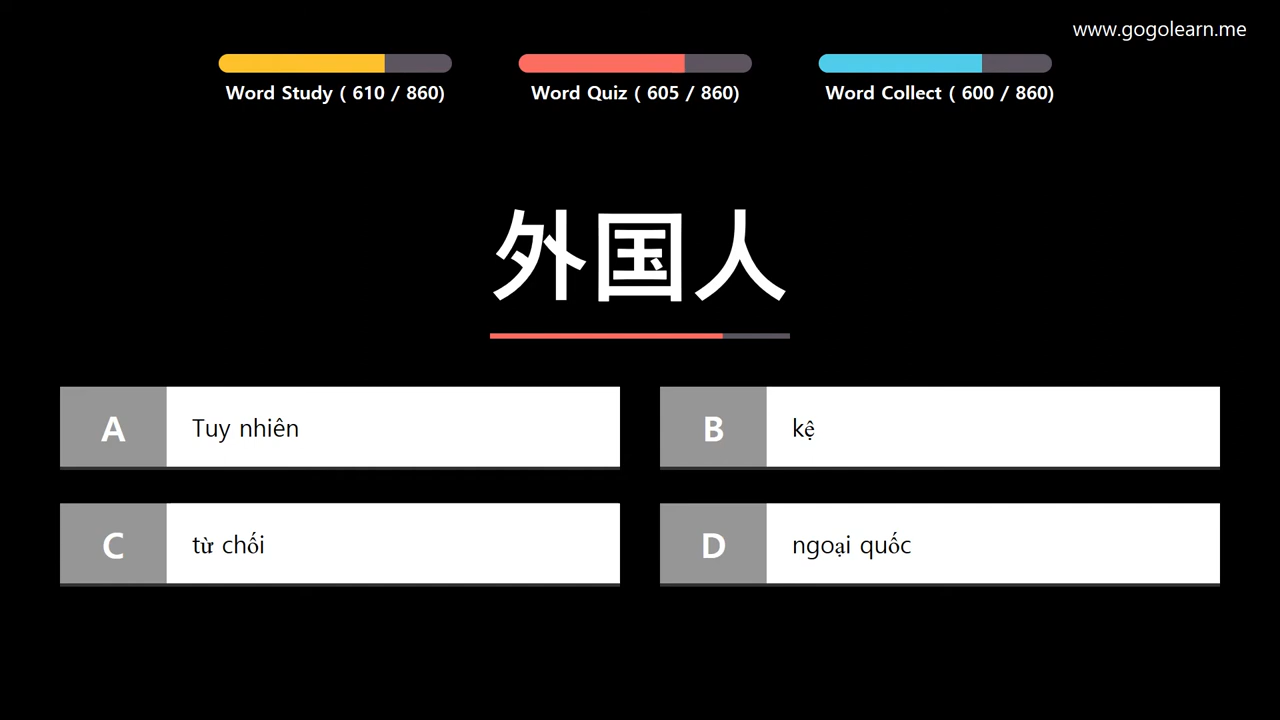 www.gogolearn.me
Word Study ( 610 / 860)
Word Quiz ( 605 / 860)
Word Collect ( 600 / 860)
外国人
A Tuy nhiên
B kệ
C từ chối
D ngoại quốc